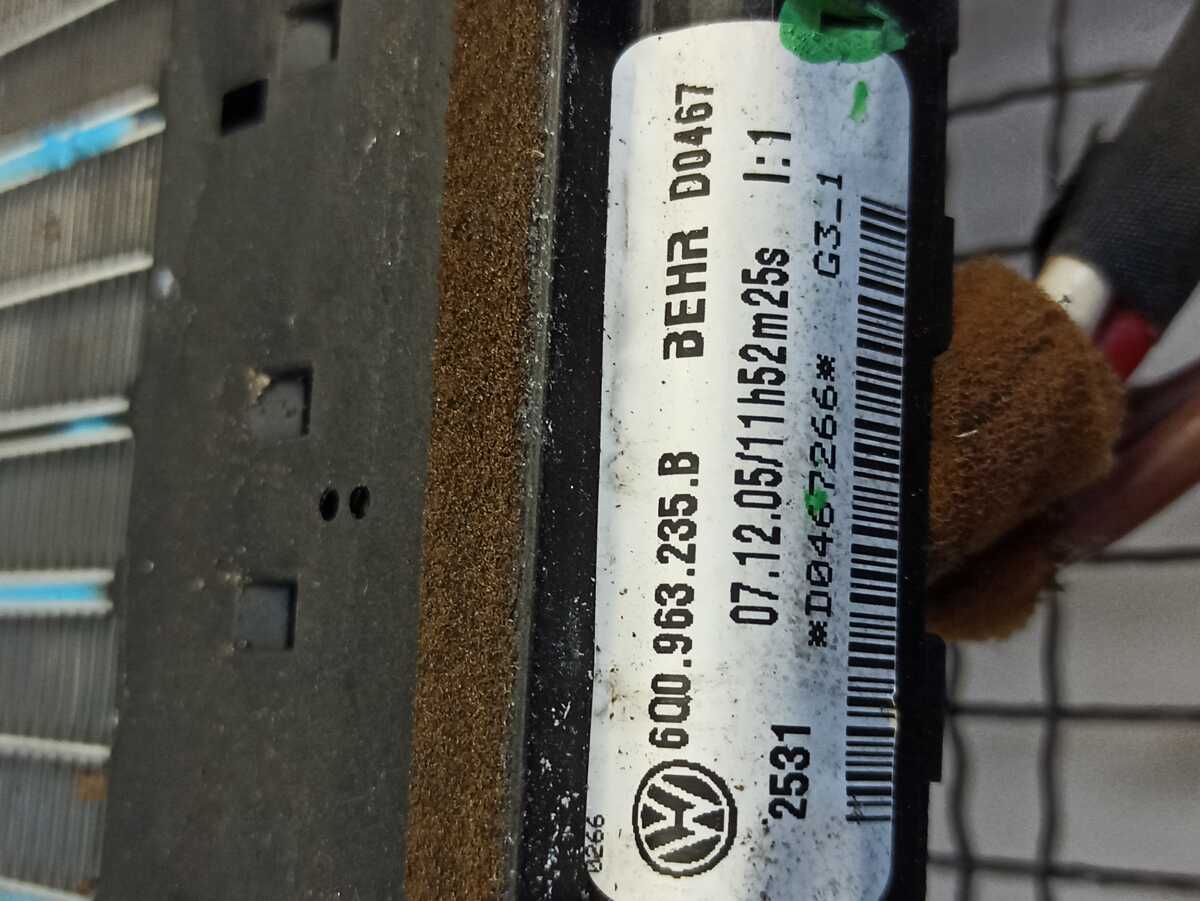 0266
6Q0.963.235.B BEHR D0467
2531 07.12.05/11h52m25s I:1
*D0467266* G3_1